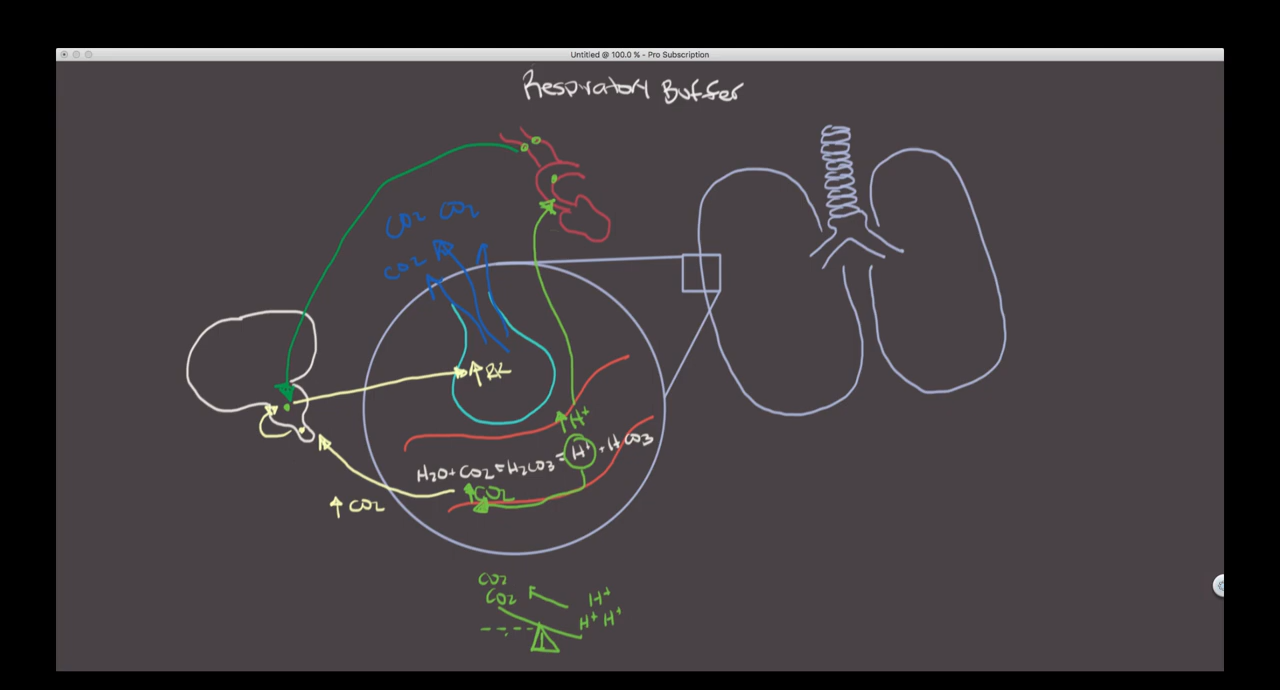 Untitled @ 100.0 % - Pro Subscription
Respiratory Buffer
CO2 CO2
CO2
↑ RR
↑ H+
H2O + CO2 = H2CO3 = H+ + HCO3
↑ CO2
↑ CO2
CO2
CO2
H+
H+ H+